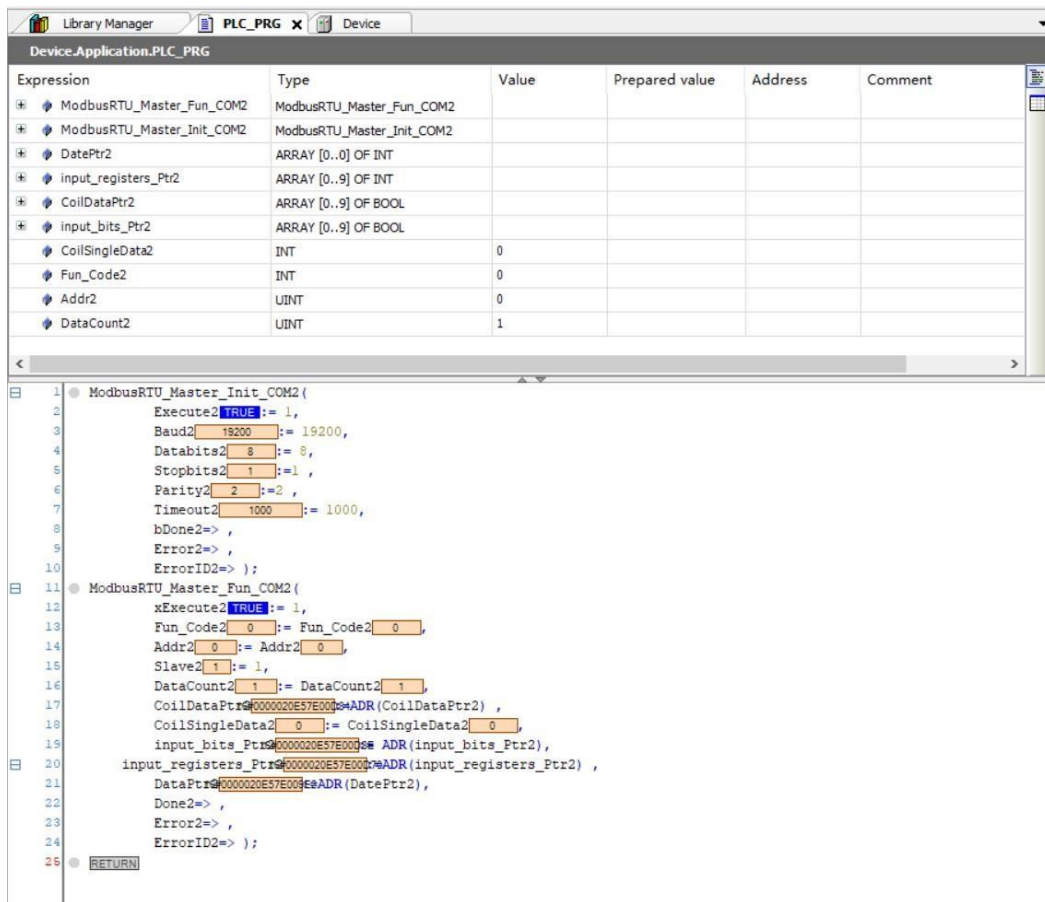 Library Manager PLC_PRG Device
Device.Application.PLC_PRG
Expression Type Value Prepared value Address Comment
ModbusRTU_Master_Fun_COM2 ModbusRTU_Master_Fun_COM2
ModbusRTU_Master_Init_COM2 ModbusRTU_Master_Init_COM2
DatePtr2 ARRAY [0..0] OF INT
input_registers_Ptr2 ARRAY [0..9] OF INT
CoilDataPtr2 ARRAY [0..9] OF BOOL
input_bits_Ptr2 ARRAY [0..9] OF BOOL
CoilSingleData2 INT 0
Fun_Code2 INT 0
Addr2 UINT 0
DataCount2 UINT 1
1 ModbusRTU_Master_Init_COM2(
2 Execute2 TRUE := 1,
3 Baud2 19200 := 19200,
4 Databits2 8 := 8,
5 Stopbits2 1 :=1 ,
6 Parity2 2 :=2 ,
7 Timeout2 1000 := 1000,
8 bDone2=> ,
9 Error2=> ,
10 ErrorID2=> );
11 ModbusRTU_Master_Fun_COM2(
12 xExecute2 TRUE := 1,
13 Fun_Code2 0 := Fun_Code2 0 ,
14 Addr2 0 := Addr2 0 ,
15 Slave2 1 := 1,
16 DataCount2 1 := DataCount2 1 ,
17 ADR(CoilDataPtr2) ,
18 CoilSingleData2 0 := CoilSingleData2 0 ,
19 ADR(input_bits_Ptr2),
20 ADR(input_registers_Ptr2) ,
21 ADR(DatePtr2),
22 Done2=> ,
23 Error2=> ,
24 ErrorID2=> );
25 RETURN